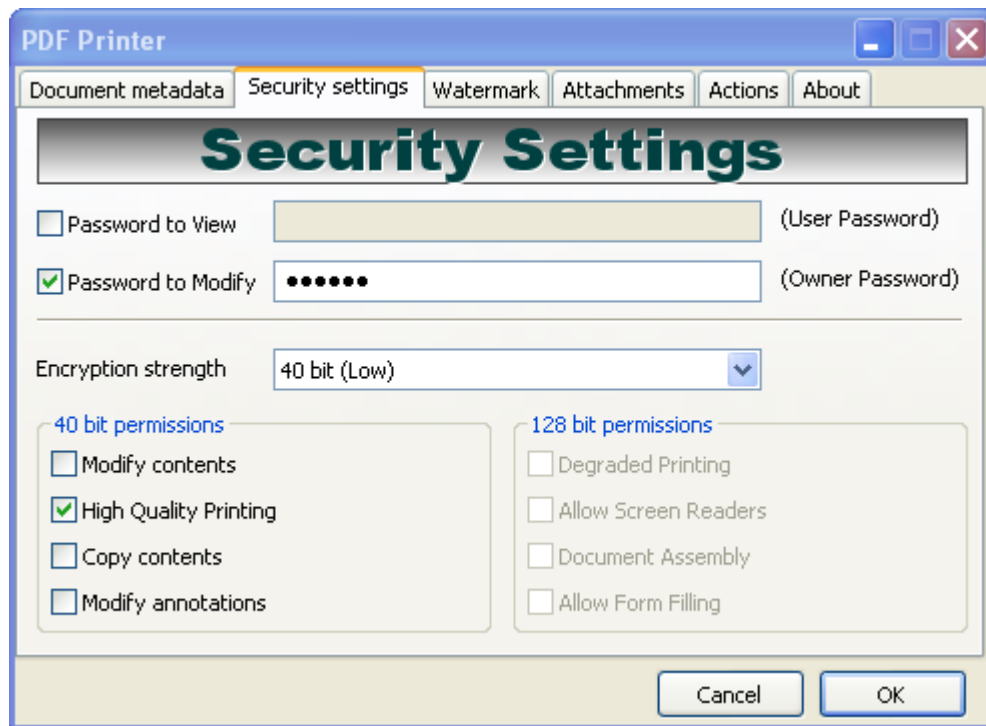 PDF Printer
Document metadata Security settings Watermark Attachments Actions About
Security Settings
Password to View (User Password)
Password to Modify •••••• (Owner Password)
Encryption strength 40 bit (Low)
40 bit permissions 128 bit permissions
Modify contents Degraded Printing
High Quality Printing Allow Screen Readers
Copy contents Document Assembly
Modify annotations Allow Form Filling
Cancel OK